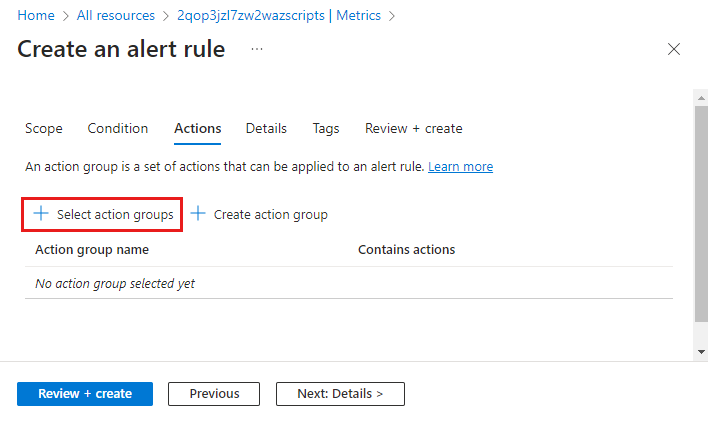 Home > All resources > 2qop3jzl7zw2wazscripts | Metrics >
Create an alert rule ...
Scope Condition Actions Details Tags Review + create
An action group is a set of actions that can be applied to an alert rule. Learn more
+ Select action groups + Create action group
Action group name Contains actions
No action group selected yet
Review + create Previous Next: Details >